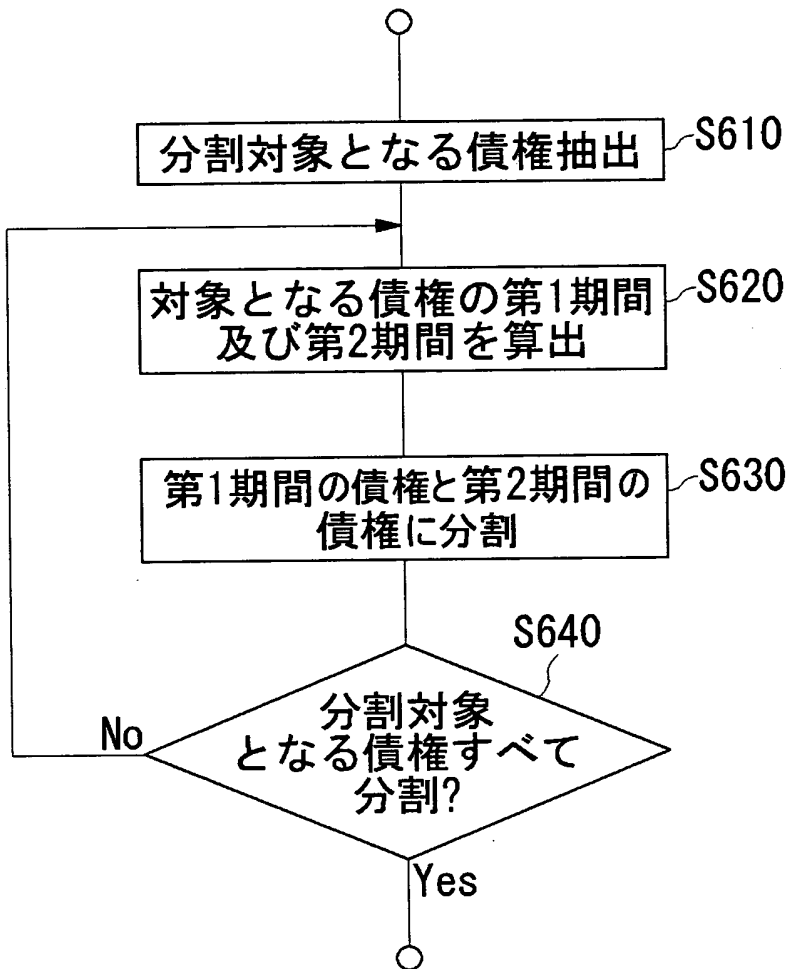 分割対象となる債権抽出
S610
対象となる債権の第1期間
及び第2期間を算出
S620
第1期間の債権と第2期間の
債権に分割
S630
S640
分割対象
となる債権すべて
分割?
No
Yes